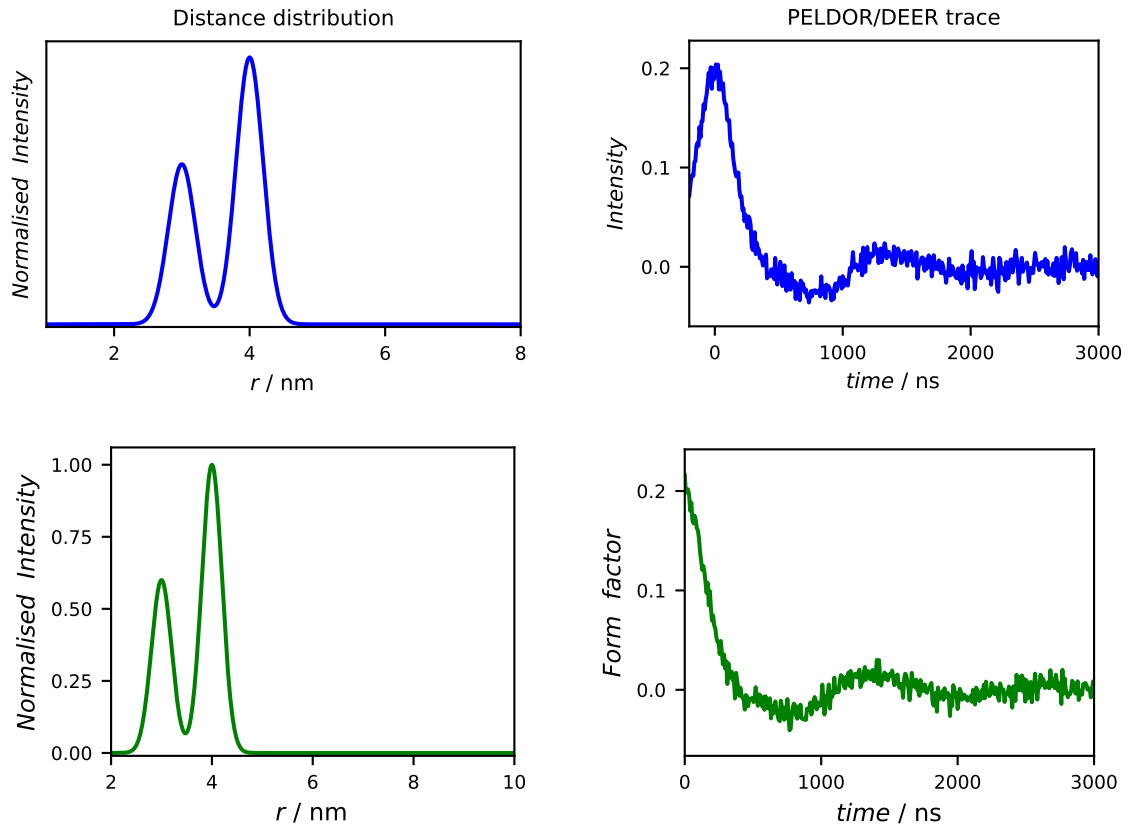 Distance distribution
Normalised Intensity
2 4 6 8
r / nm
PELDOR/DEER trace
Intensity
0.2
0.1
0.0
0 1000 2000 3000
time / ns
Normalised Intensity
1.00
0.75
0.50
0.25
0.00
2 4 6 8 10
r / nm
Form factor
0.2
0.1
0.0
0 1000 2000 3000
time / ns